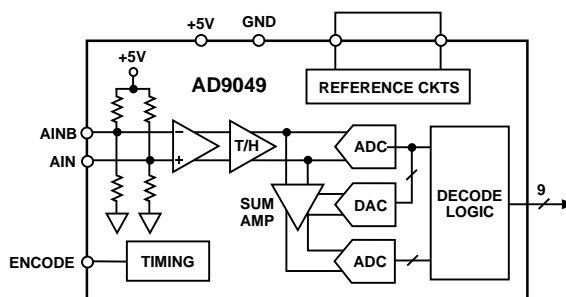 +5V
GND
+5V
AD9049
REFERENCE CKTS
AINB
AIN
−
+
T/H
ADC
SUM
AMP
DAC
DECODE
LOGIC
9
ADC
ENCODE
TIMING